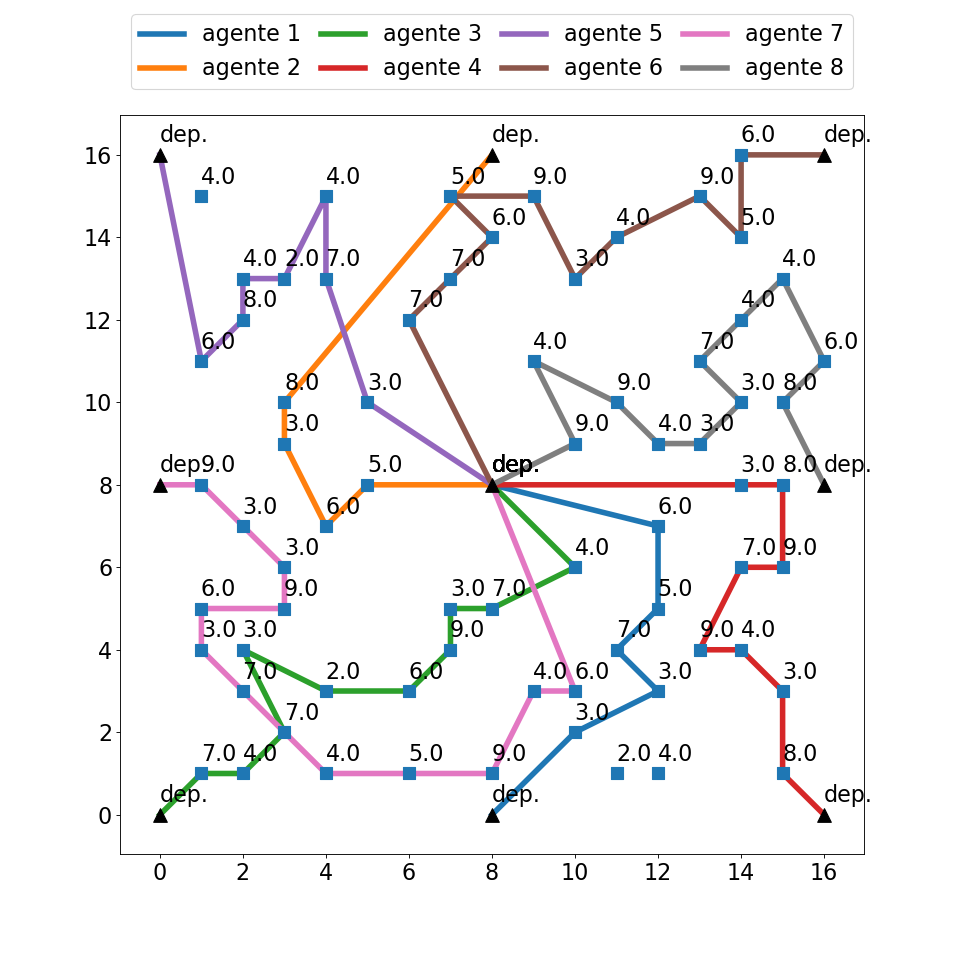 agente 1 agente 3 agente 5 agente 7
agente 2 agente 4 agente 6 agente 8
dep. dep. 6.0 dep.
16
4.0 4.0 5.0 9.0 9.0
6.0 4.0 5.0
14
4.0 2.0 7.0 7.0 3.0 4.0
8.0 7.0 4.0
12
6.0 4.0 7.0 6.0
8.0 3.0 9.0 3.0 8.0
10
3.0 9.0 4.0 3.0
dep. 9.0 5.0 dep. 3.0 8.0 dep.
8
3.0 6.0 6.0
3.0 4.0 7.0 9.0
6
6.0 9.0 3.0 7.0 5.0
3.0 3.0 9.0 7.0 9.0 4.0
4
7.0 2.0 6.0 4.0 6.0 3.0 3.0
7.0 3.0
2
7.0 4.0 4.0 5.0 9.0 2.0 4.0 8.0
dep. dep. dep.
0
0 2 4 6 8 10 12 14 16